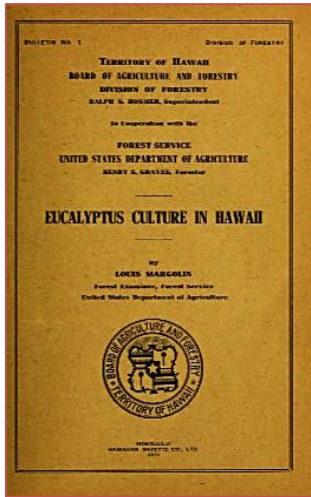 BULLETIN NO. 1 DIVISION OF FORESTRY
TERRITORY OF HAWAII
BOARD OF AGRICULTURE AND FORESTRY
DIVISION OF FORESTRY
RALPH S. HOSMER, Superintendent
In Cooperation with the
FOREST SERVICE
UNITED STATES DEPARTMENT OF AGRICULTURE
HENRY S. GRAVES, Forester
EUCALYPTUS CULTURE IN HAWAII
by
LOUIS MARGOLIN
Forest Examiner, Forest Service
United States Department of Agriculture
BOARD OF AGRICULTURE AND FORESTRY
TERRITORY OF HAWAII
HONOLULU:
HAWAIIAN GAZETTE CO., LTD